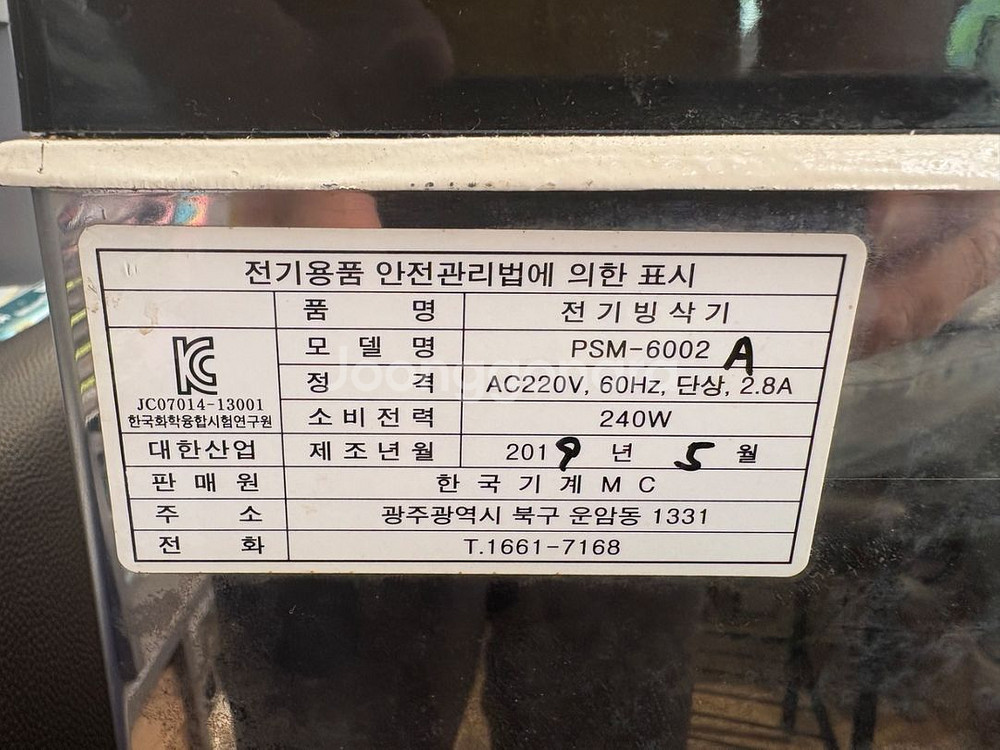 전기용품 안전관리법에 의한 표시
품 명 전기빙삭기
모델명 PSM-6002 A
정 격 AC220V, 60Hz, 단상, 2.8A
소비전력 240W
JC07014-13001
한국화학융합시험연구원
대한산업 제조년월 2019 년 5 월
판매원 한국기계MC
주 소 광주광역시 북구 운암동 1331
전 화 T.1661-7168